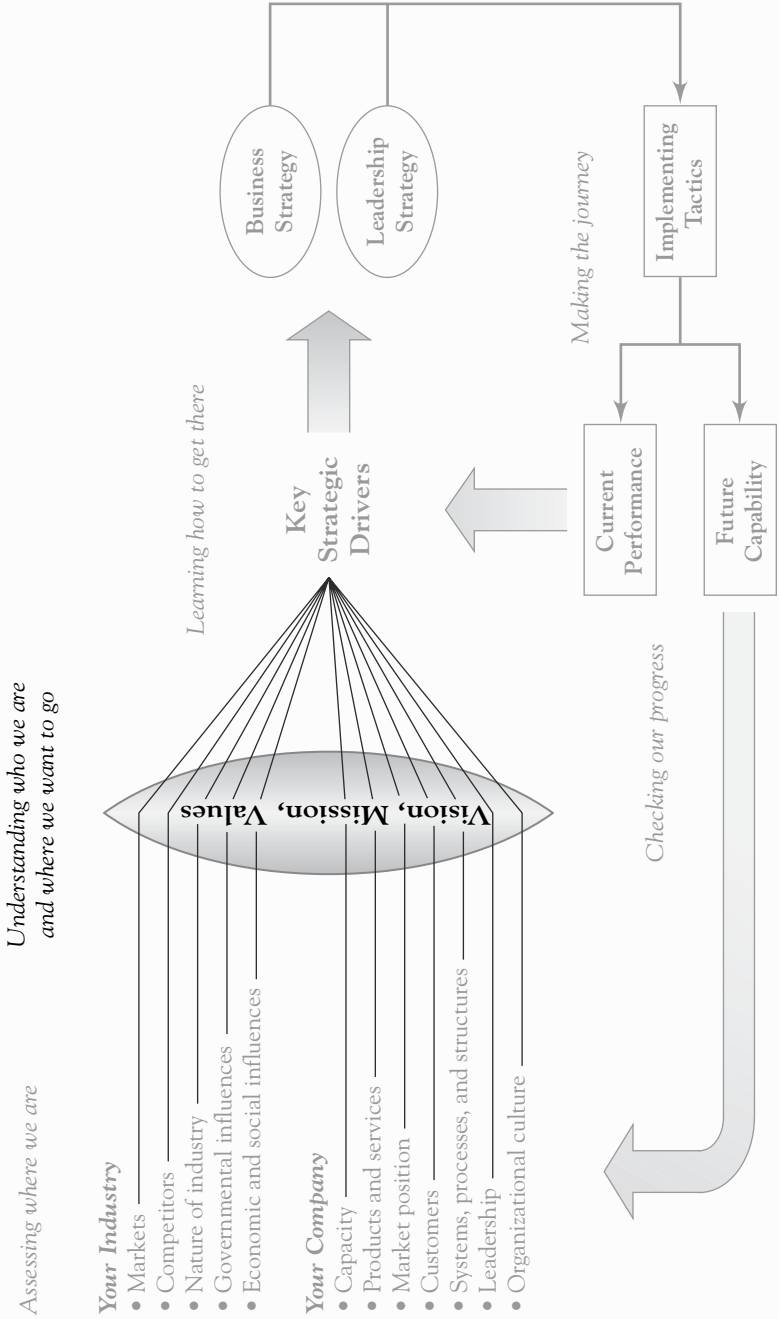 Assessing where we are
Understanding who we are
and where we want to go
Your Industry
• Markets
• Competitors
• Nature of industry
• Governmental influences
• Economic and social influences
Your Company
• Capacity
• Products and services
• Market position
• Customers
• Systems, processes, and structures
• Leadership
• Organizational culture
Vision, Mission, Values
Learning how to get there
Key
Strategic
Drivers
Business
Strategy
Leadership
Strategy
Making the journey
Implementing
Tactics
Current
Performance
Future
Capability
Checking our progress